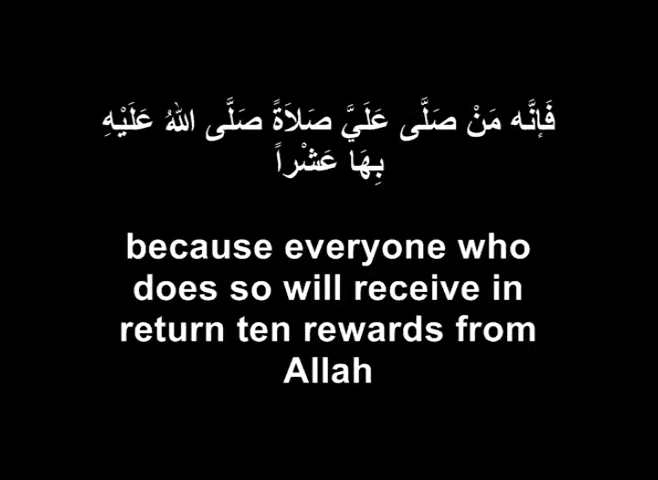 فَإِنَّه مَنْ صَلَّى عَلَيَّ صَلاَةً صَلَّى اللهُ عَلَيْهِ
بِهَا عَشْراً
because everyone who
does so will receive in
return ten rewards from
Allah